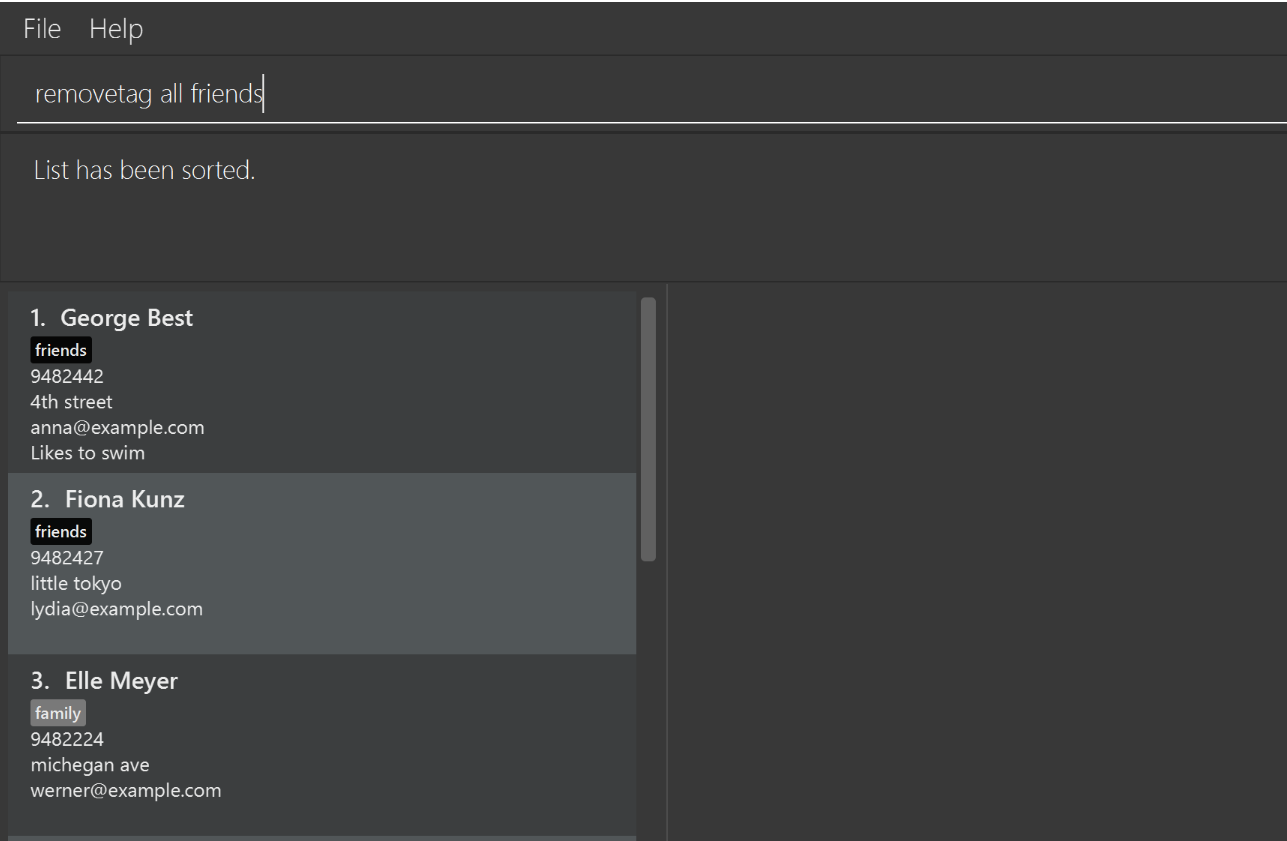 File Help
removetag all friends
List has been sorted.
1. George Best
friends
9482442
4th street
anna@example.com
Likes to swim
2. Fiona Kunz
friends
9482427
little tokyo
lydia@example.com
3. Elle Meyer
family
9482224
michegan ave
werner@example.com